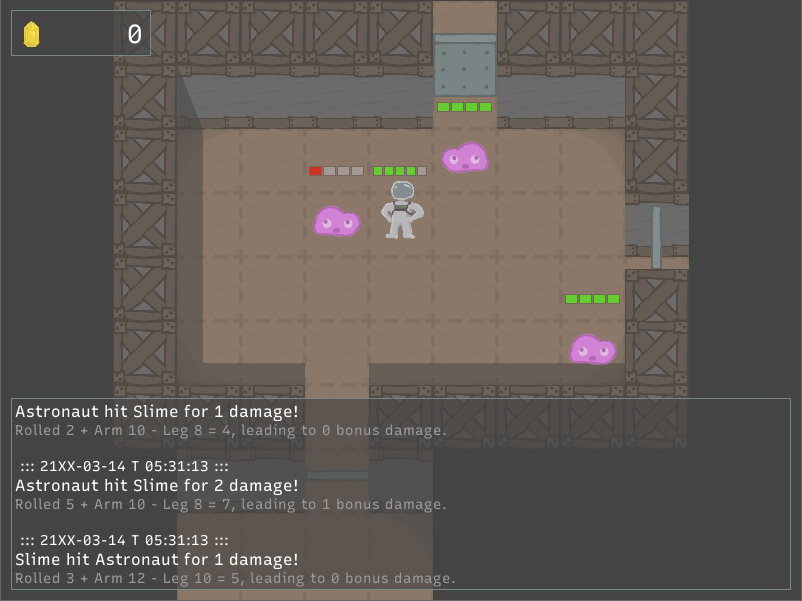 0
Astronaut hit Slime for 1 damage!
Rolled 2 + Arm 10 - Leg 8 = 4, leading to 0 bonus damage.
::: 21XX-03-14 T 05:31:13 :::
Astronaut hit Slime for 2 damage!
Rolled 5 + Arm 10 - Leg 8 = 7, leading to 1 bonus damage.
::: 21XX-03-14 T 05:31:13 :::
Slime hit Astronaut for 1 damage!
Rolled 3 + Arm 12 - Leg 10 = 5, leading to 0 bonus damage.